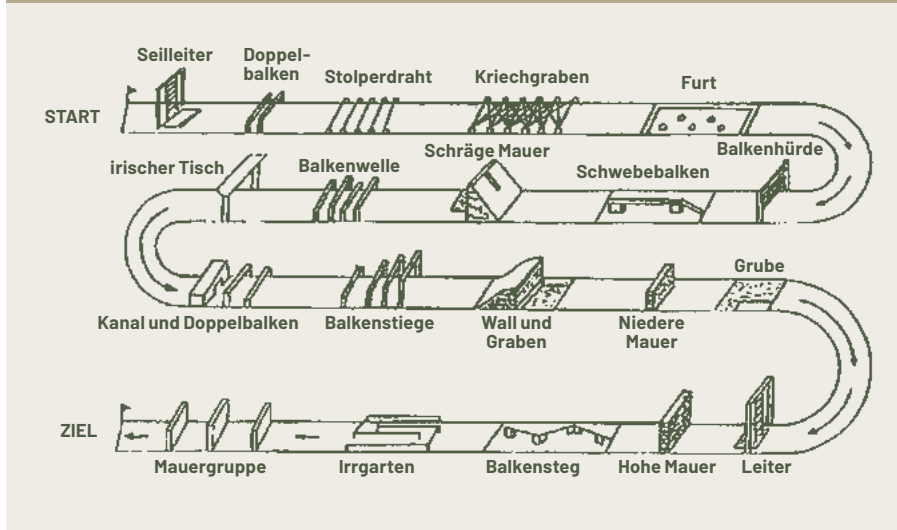 Seilleiter
Doppel-
balken
Stolperdraht
Kriechgraben
Furt
START
irischer Tisch
Balkenwelle
Schräge Mauer
Schwebebalken
Balkenhürde
Kanal und Doppelbalken
Balkenstiege
Wall und
Graben
Niedere
Mauer
Grube
ZIEL
Mauergruppe
Irrgarten
Balkensteg
Hohe Mauer
Leiter